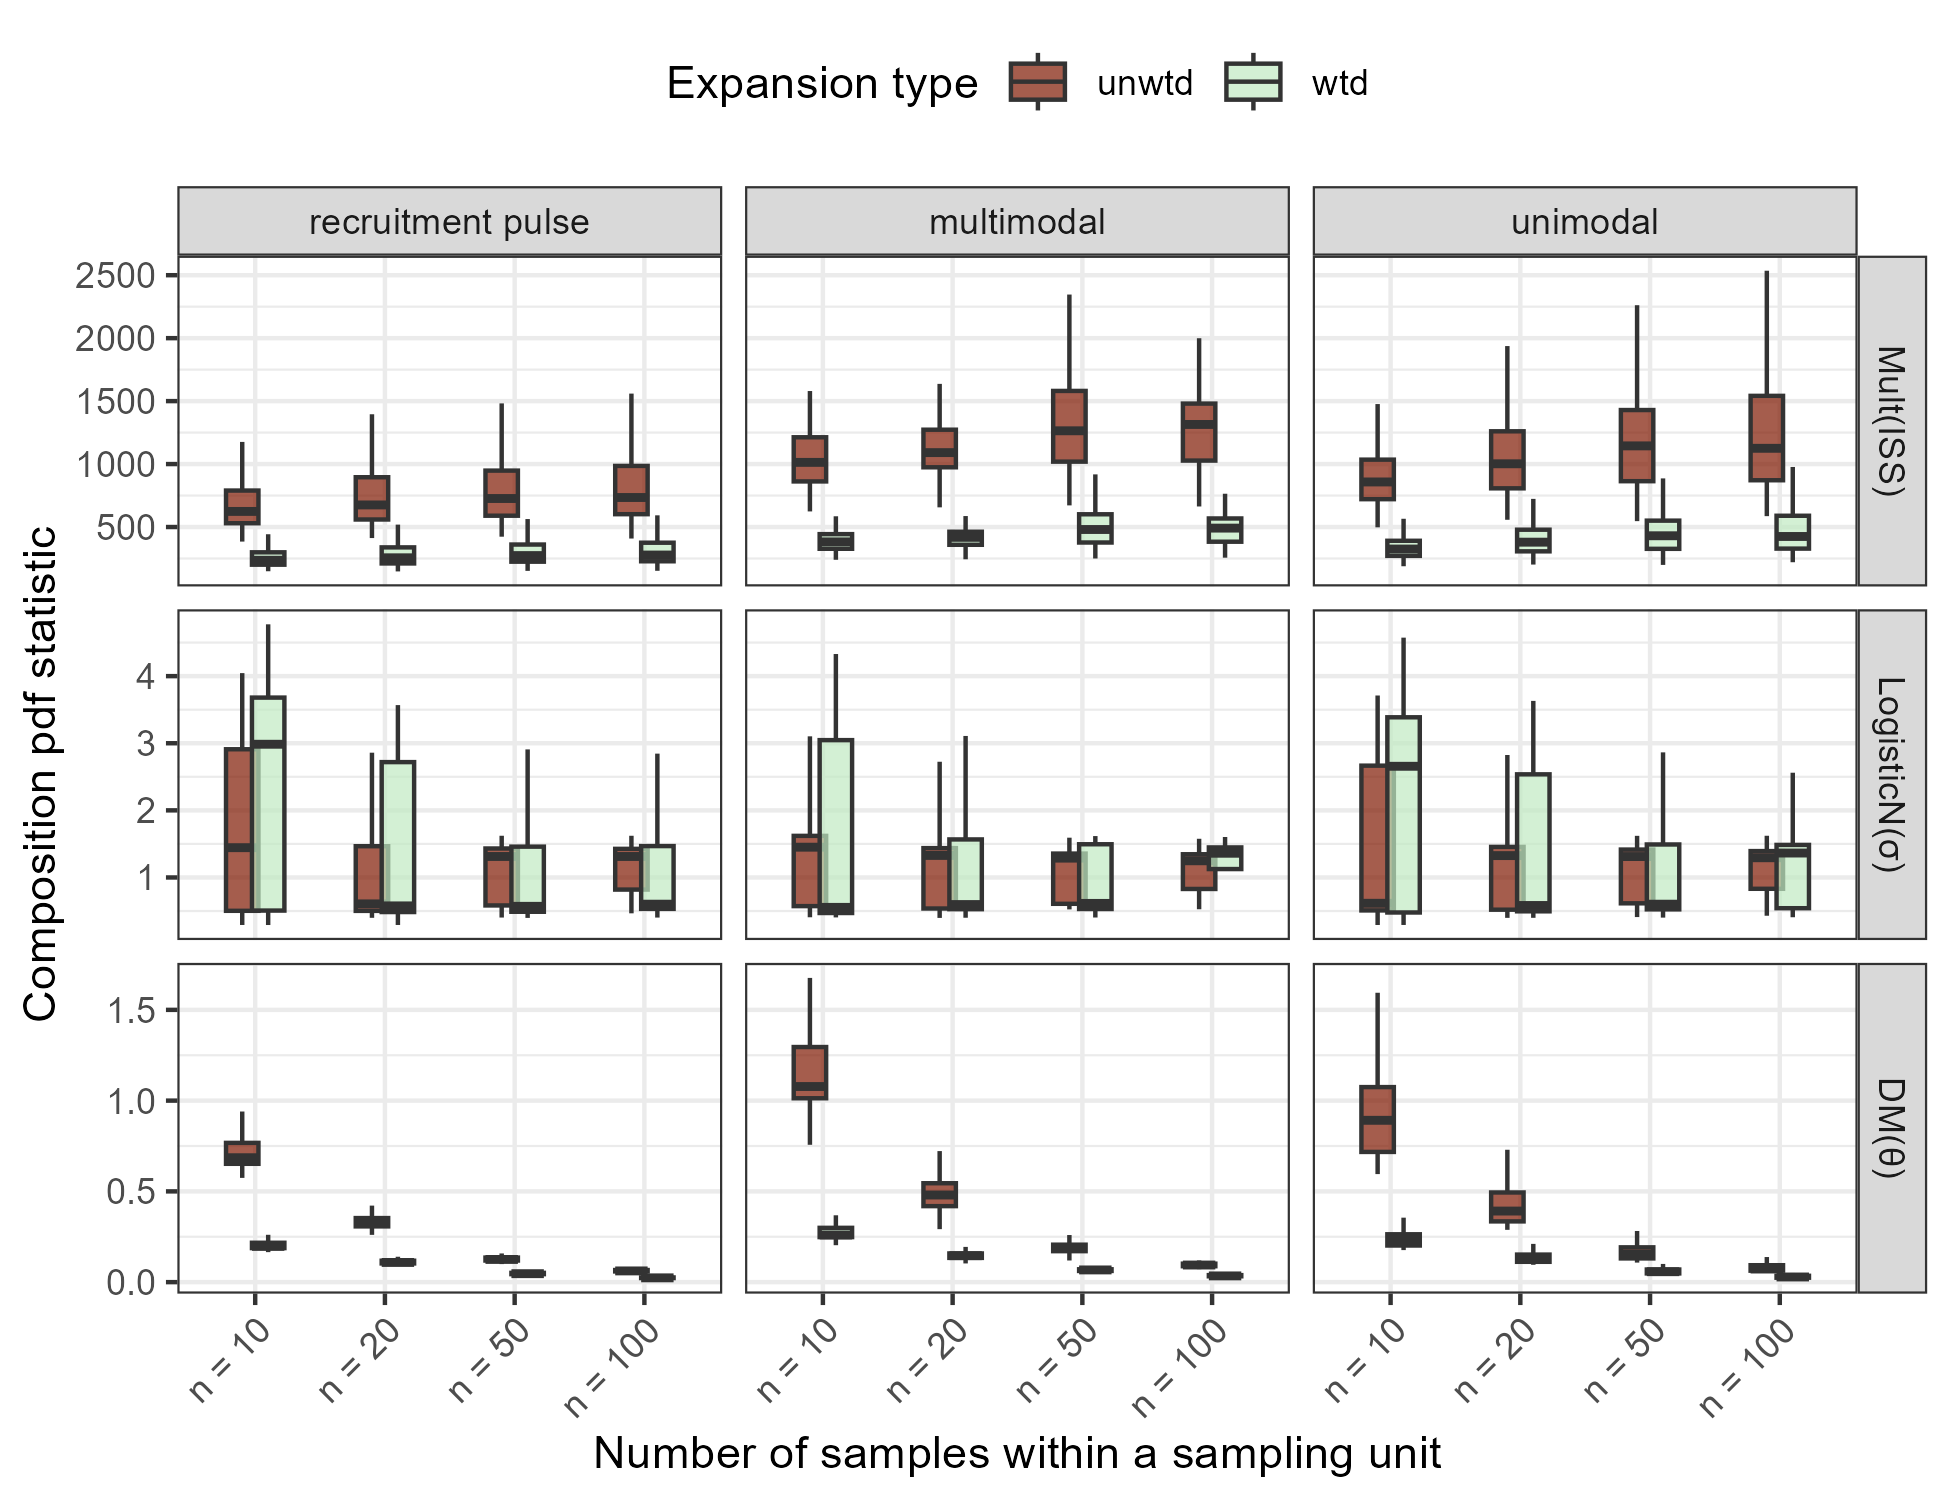 Expansion type unwtd wtd
recruitment pulse multimodal unimodal
Composition pdf statistic
2500
2000
1500
1000
500
Mult(ISS)
4
3
2
1
LogisticN(σ)
1.5
1.0
0.5
0.0
DM(θ)
n = 10 n = 20 n = 50 n = 100 n = 10 n = 20 n = 50 n = 100 n = 10 n = 20 n = 50 n = 100
Number of samples within a sampling unit